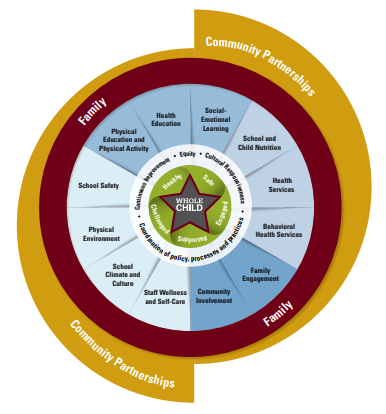 Community Partnerships
Family
Social-
Emotional
Learning
School and
Child Nutrition
Health
Services
Behavioral
Health Services
Family
Engagement
Community
Involvement
Staff Wellness
and Self-Care
School
Climate and
Culture
Physical
Environment
School Safety
Physical
Education and
Physical Activity
Health
Education
Continuous Improvement • Equity • Cultural Responsiveness •
Coordination of policy, processes and practices •
Healthy
Safe
Engaged
Supported
Challenged
WHOLE
CHILD
Family
Community Partnerships